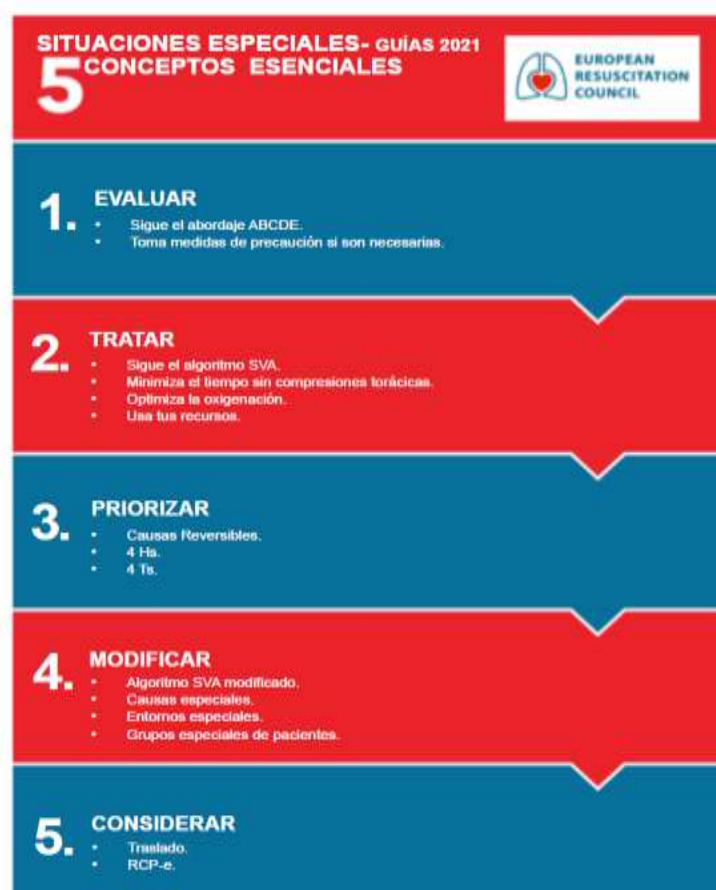 SITUACIONES ESPECIALES- GUÍAS 2021
5 CONCEPTOS ESENCIALES
EUROPEAN
RESUSCITATION
COUNCIL
1. EVALUAR
• Sigue el abordaje ABCDE.
• Toma medidas de precaución si son necesarias.
2. TRATAR
• Sigue el algoritmo SVA.
• Minimiza el tiempo sin compresiones torácicas.
• Optimiza la oxigenación.
• Usa tus recursos.
3. PRIORIZAR
• Causas Reversibles.
• 4 Hs.
• 4 Ts.
4. MODIFICAR
• Algoritmo SVA modificado.
• Causas especiales.
• Entornos especiales.
• Grupos especiales de pacientes.
5. CONSIDERAR
• Traslado.
• RCP-e.